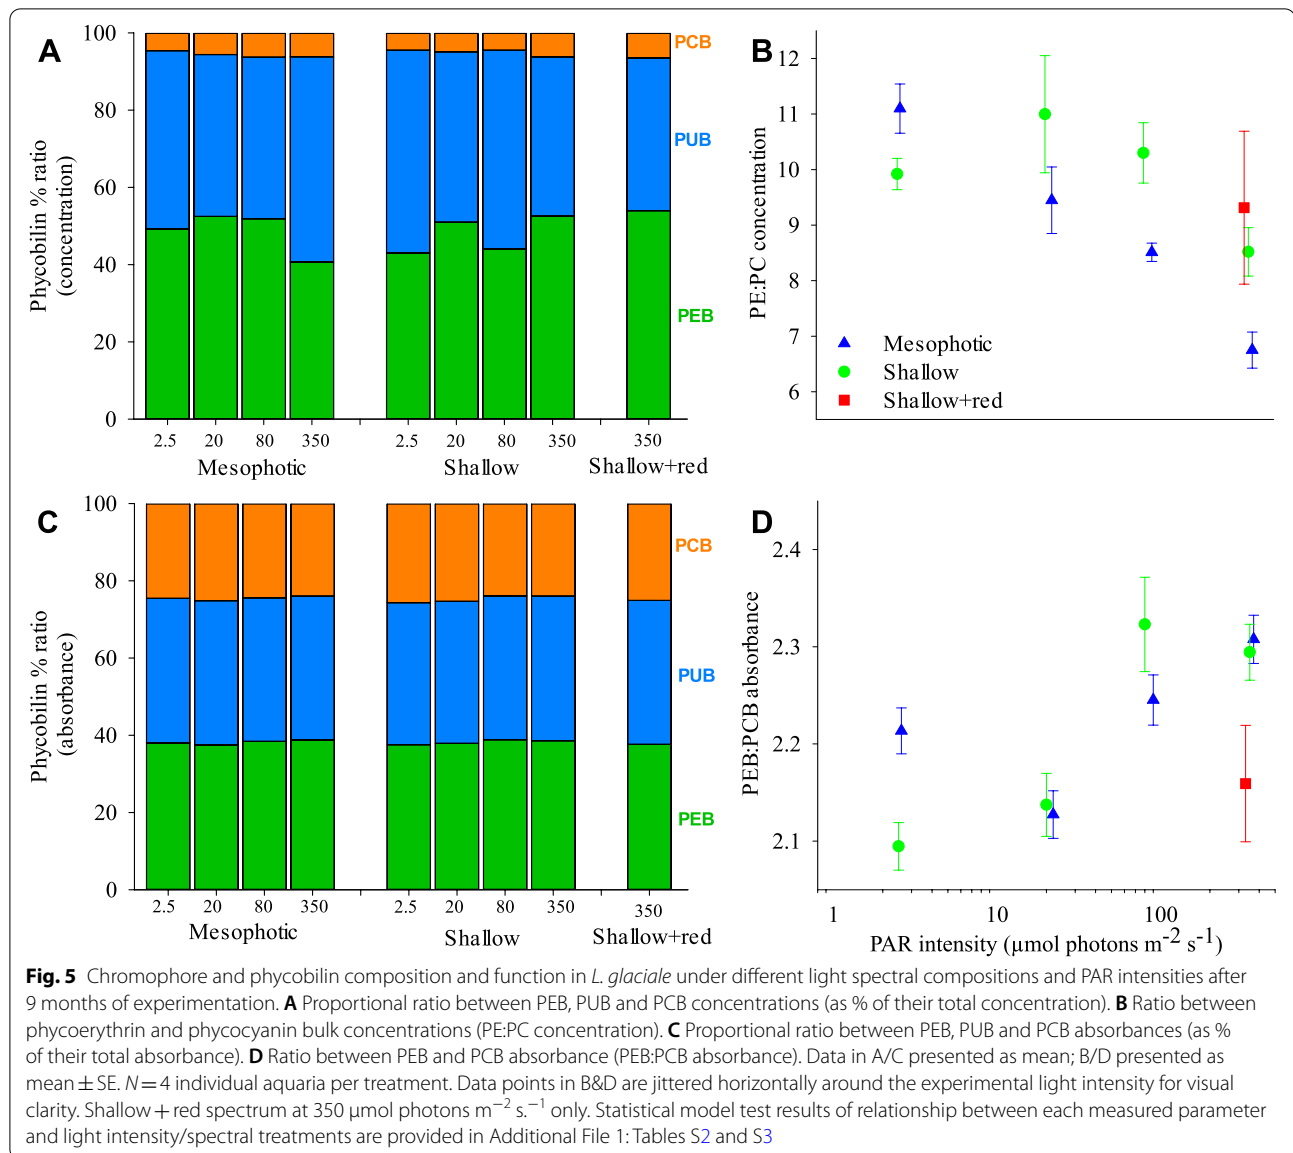 A
100
80
60
40
20
0
Phycobilin % ratio
(concentration)
PCB
PUB
PEB
2.5 20 80 350 2.5 20 80 350 350
Mesophotic Shallow Shallow+red
B
12
11
10
9
8
7
6
PE:PC concentration
Mesophotic
Shallow
Shallow+red
C
100
80
60
40
20
0
Phycobilin % ratio
(absorbance)
PCB
PUB
PEB
2.5 20 80 350 2.5 20 80 350 350
Mesophotic Shallow Shallow+red
D
2.4
2.3
2.2
2.1
PEB:PCB absorbance
1 10 100
PAR intensity (µmol photons m-2 s-1)
Fig. 5 Chromophore and phycobilin composition and function in L. glaciale under different light spectral compositions and PAR intensities after
9 months of experimentation. A Proportional ratio between PEB, PUB and PCB concentrations (as % of their total concentration). B Ratio between
phycoerythrin and phycocyanin bulk concentrations (PE:PC concentration). C Proportional ratio between PEB, PUB and PCB absorbances (as %
of their total absorbance). D Ratio between PEB and PCB absorbance (PEB:PCB absorbance). Data in A/C presented as mean; B/D presented as
mean ± SE. N = 4 individual aquaria per treatment. Data points in B&D are jittered horizontally around the experimental light intensity for visual
clarity. Shallow + red spectrum at 350 µmol photons m−2 s.−1 only. Statistical model test results of relationship between each measured parameter
and light intensity/spectral treatments are provided in Additional File 1: Tables S2 and S3